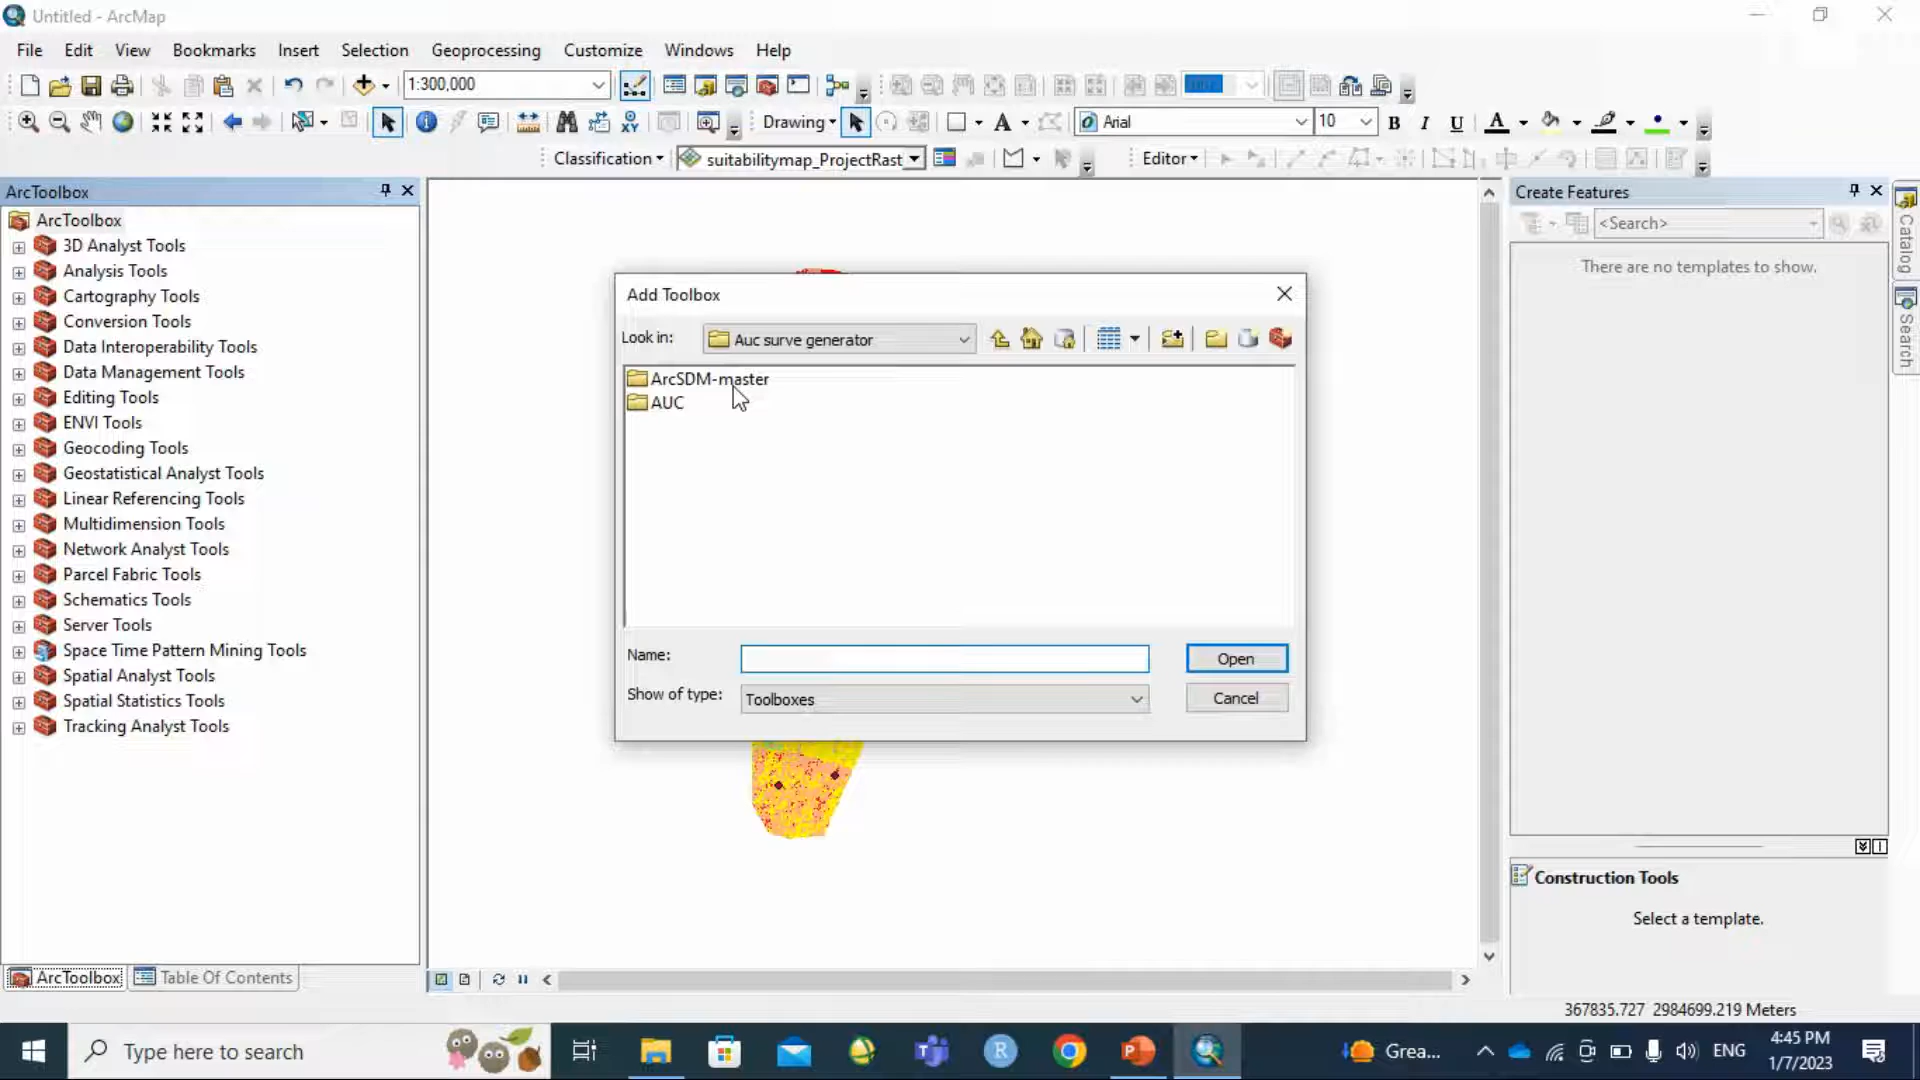 Untitled - ArcMap
File Edit View Bookmarks Insert Selection Geoprocessing Customize Windows Help
1:300,000
Drawing A Arial 10 B I U A
Classification suitabilitymap_ProjectRast Editor
ArcToolbox
ArcToolbox
3D Analyst Tools
Analysis Tools
Cartography Tools
Conversion Tools
Data Interoperability Tools
Data Management Tools
Editing Tools
ENVI Tools
Geocoding Tools
Geostatistical Analyst Tools
Linear Referencing Tools
Multidimension Tools
Network Analyst Tools
Parcel Fabric Tools
Schematics Tools
Server Tools
Space Time Pattern Mining Tools
Spatial Analyst Tools
Spatial Statistics Tools
Tracking Analyst Tools
ArcToolbox Table Of Contents
Add Toolbox
Look in: Auc surve generator
ArcSDM-master
AUC
Name:
Open
Show of type: Toolboxes
Cancel
Create Features
<Search>
There are no templates to show.
Construction Tools
Select a template.
Catalog
Search
367835.727 2984699.219 Meters
Type here to search
Grea...
ENG
4:45 PM
1/7/2023